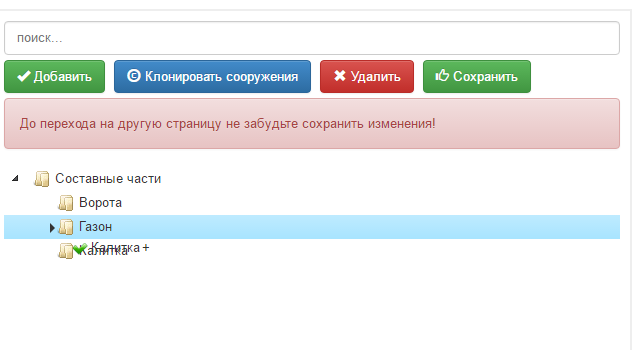 поиск...
Добавить Клонировать сооружения Удалить Сохранить
До перехода на другую страницу не забудьте сохранить изменения!
Составные части
Ворота
Газон
Калитка +
Калитка